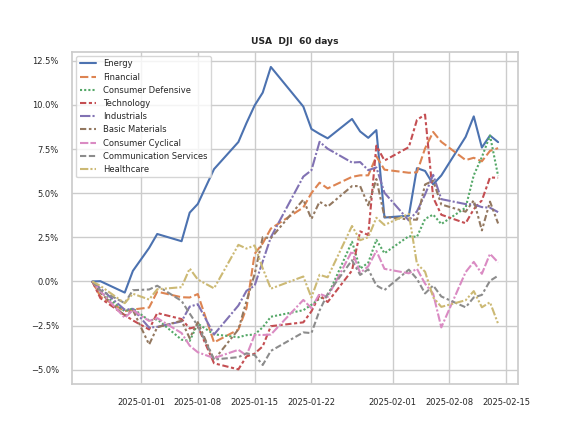 USA DJI 60 days
12.5%
10.0%
7.5%
5.0%
2.5%
0.0%
−2.5%
−5.0%
Energy
Financial
Consumer Defensive
Technology
Industrials
Basic Materials
Consumer Cyclical
Communication Services
Healthcare
2025-01-01 2025-01-08 2025-01-15 2025-01-22 2025-02-01 2025-02-08 2025-02-15